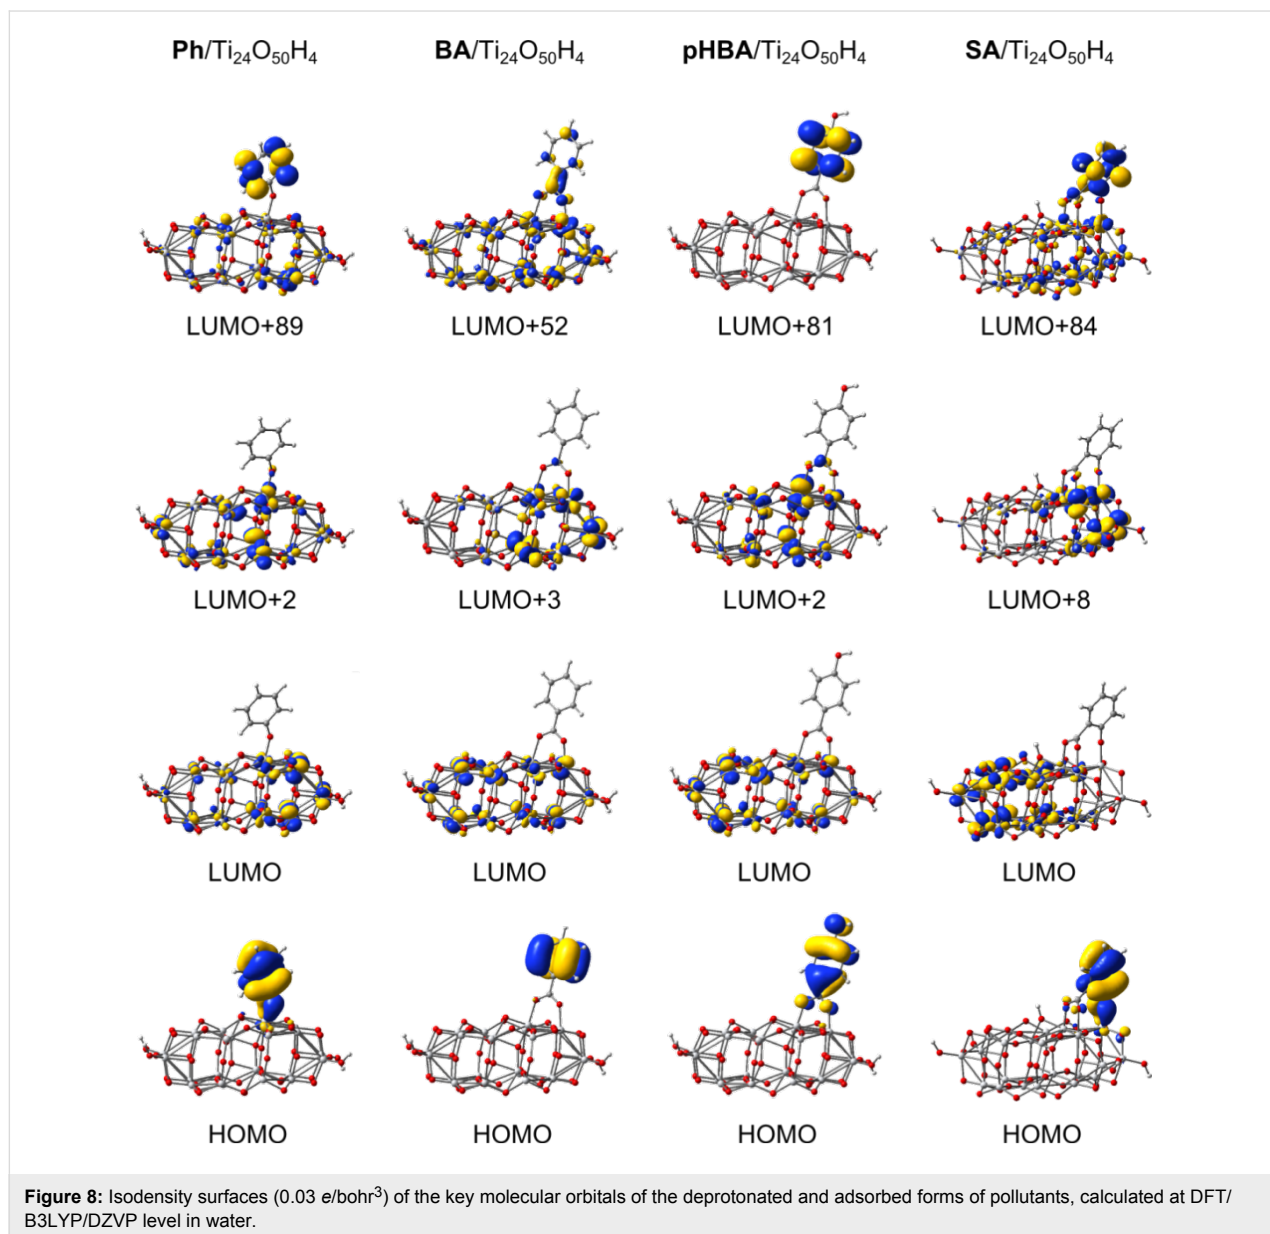 Ph/Ti24O50H4 BA/Ti24O50H4 pHBA/Ti24O50H4 SA/Ti24O50H4
LUMO+89 LUMO+52 LUMO+81 LUMO+84
LUMO+2 LUMO+3 LUMO+2 LUMO+8
LUMO LUMO LUMO LUMO
HOMO HOMO HOMO HOMO
Figure 8: Isodensity surfaces (0.03 e/bohr3) of the key molecular orbitals of the deprotonated and adsorbed forms of pollutants, calculated at DFT/
B3LYP/DZVP level in water.